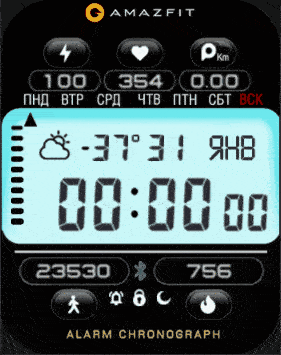 AMAZFIT
Km
100 354 0.00
ПНД ВТР СРД ЧТВ ПТН СБТ ВСК
-37° 31 ЯНВ
00:00 00
23530 756
ALARM CHRONOGRAPH